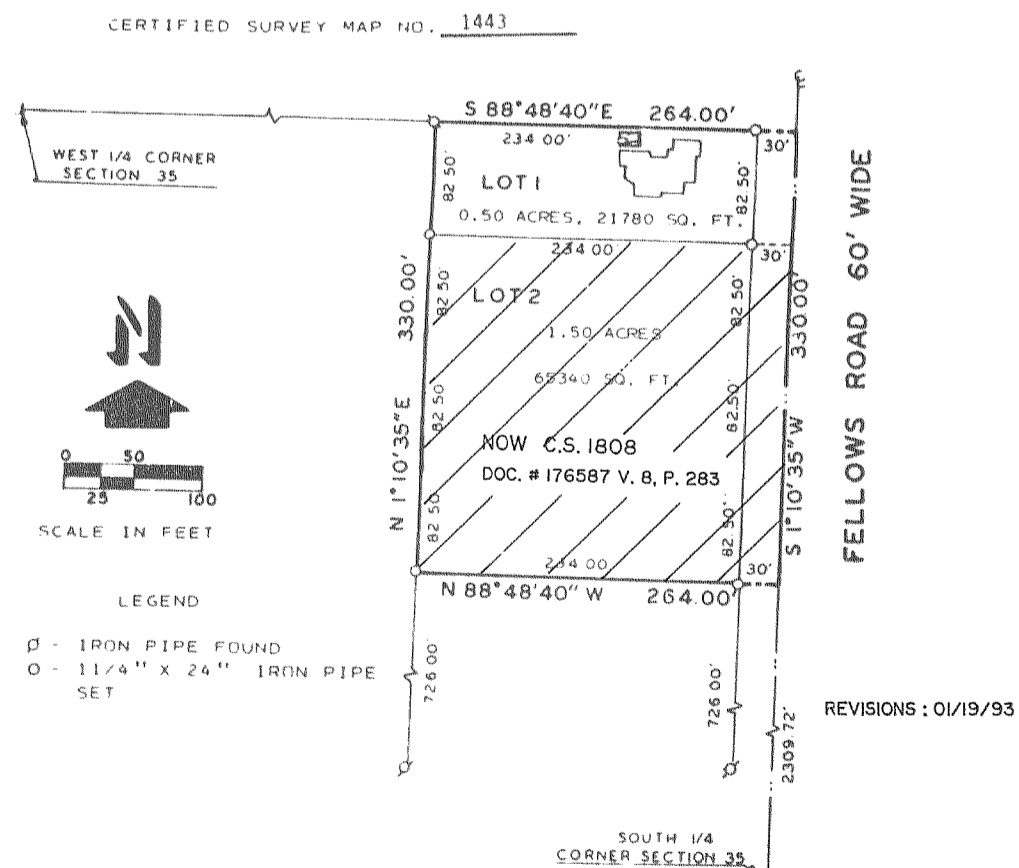 CERTIFIED SURVEY MAP NO. 1443
S 88°48'40"E 264.00'
234 00'
30'
WEST 1/4 CORNER
SECTION 35
82.50'
LOT 1
82.50'
0.50 ACRES, 21780 SQ. FT.
234 00'
30'
FELLOWS ROAD 60' WIDE
330.00'
82 50'
LOT 2
82 50'
330.00'
1.50 ACRES
65340 SQ. FT.
N 1°10'35"E
82 50'
82.50'
NOW C.S. 1808
DOC. # 176587 V. 8, P. 283
S 1°10'35"W
82 50'
82.50'
0 50
25 100
SCALE IN FEET
234 00
30'
N 88°48'40" W 264.00'
LEGEND
Ø - IRON PIPE FOUND
O - 1 1/4" X 24" IRON PIPE
SET
726 00'
726 00'
2309.72'
REVISIONS : 01/19/93
SOUTH 1/4
CORNER SECTION 35
N